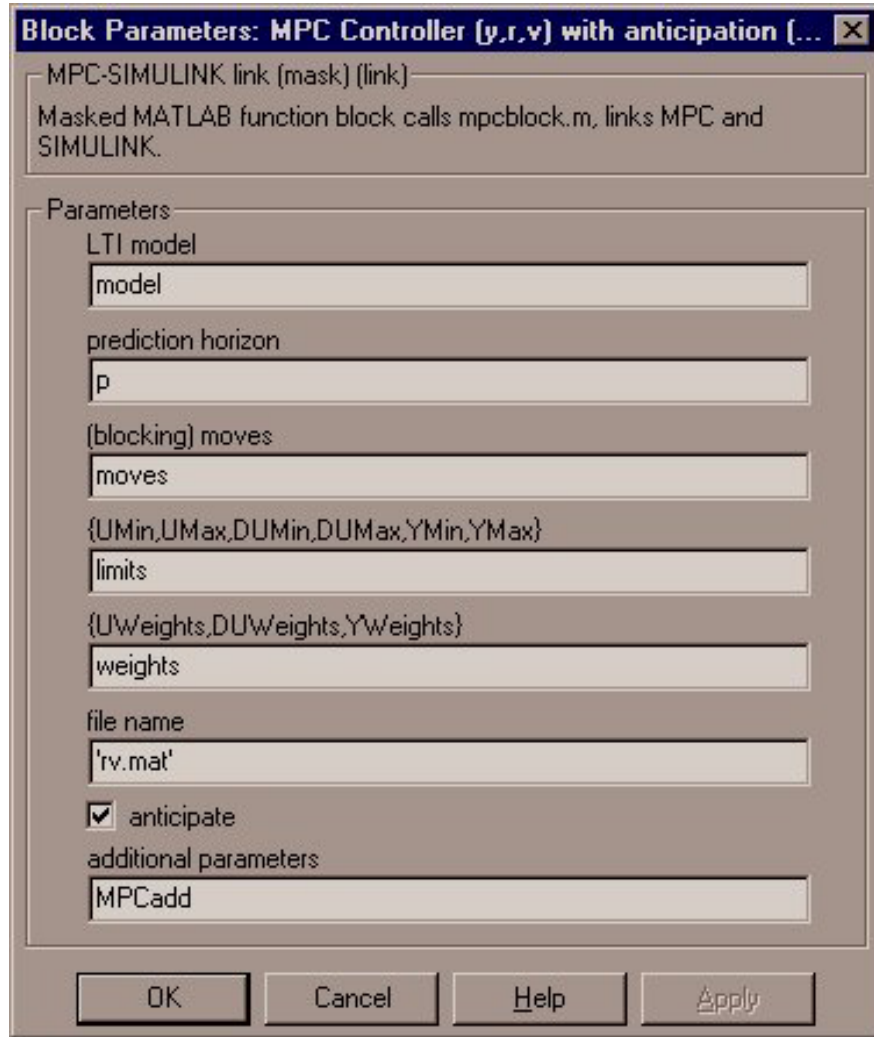 Block Parameters: MPC Controller (y,r,v) with anticipation (...
MPC-SIMULINK link (mask) (link)
Masked MATLAB function block calls mpcblock.m, links MPC and
SIMULINK.
Parameters
LTI model
model
prediction horizon
p
(blocking) moves
moves
{UMin,UMax,DUMin,DUMax,YMin,YMax}
limits
{UWeights,DUWeights,YWeights}
weights
file name
'rv.mat'
anticipate
additional parameters
MPCadd
OK Cancel Help Apply